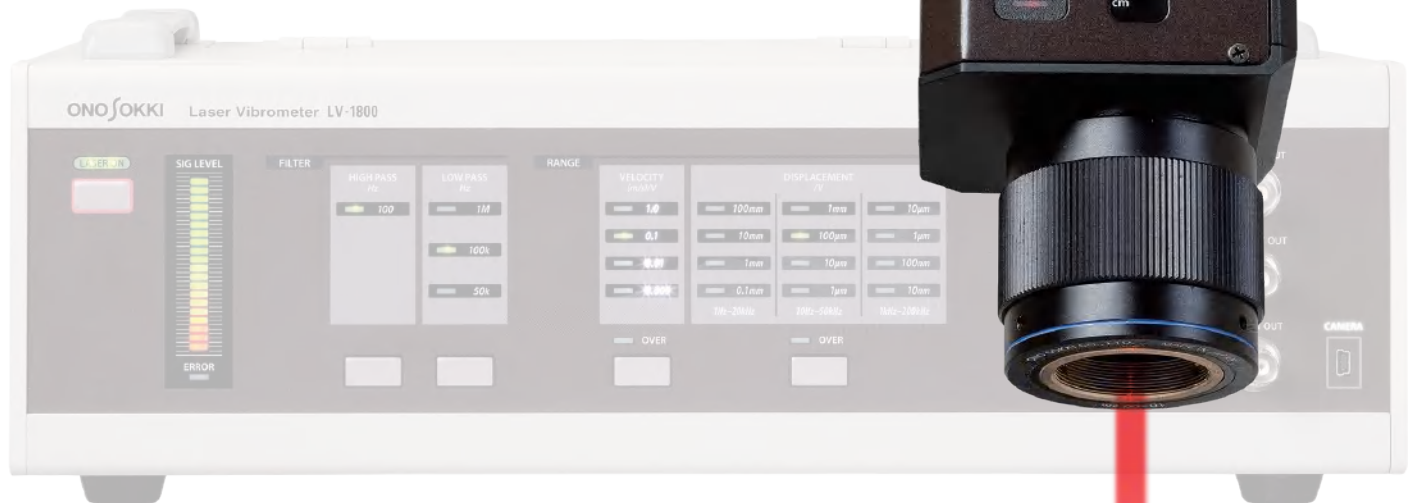 cm
ONO SOKKI Laser Vibrometer LV-1800
LASER ON
SIG LEVEL
ERROR
FILTER
HIGH PASS
Hz
100
LOW PASS
Hz
1M
100k
50k
RANGE
VELOCITY
(m/s)/V
1.0
0.1
0.01
OVER
DISPLACEMENT
/V
100mm 1mm 10µm
10mm 100µm 1µm
1mm 10µm 100nm
0.1mm 1µm 10nm
OVER
OUT
OUT
OUT
CAMERA